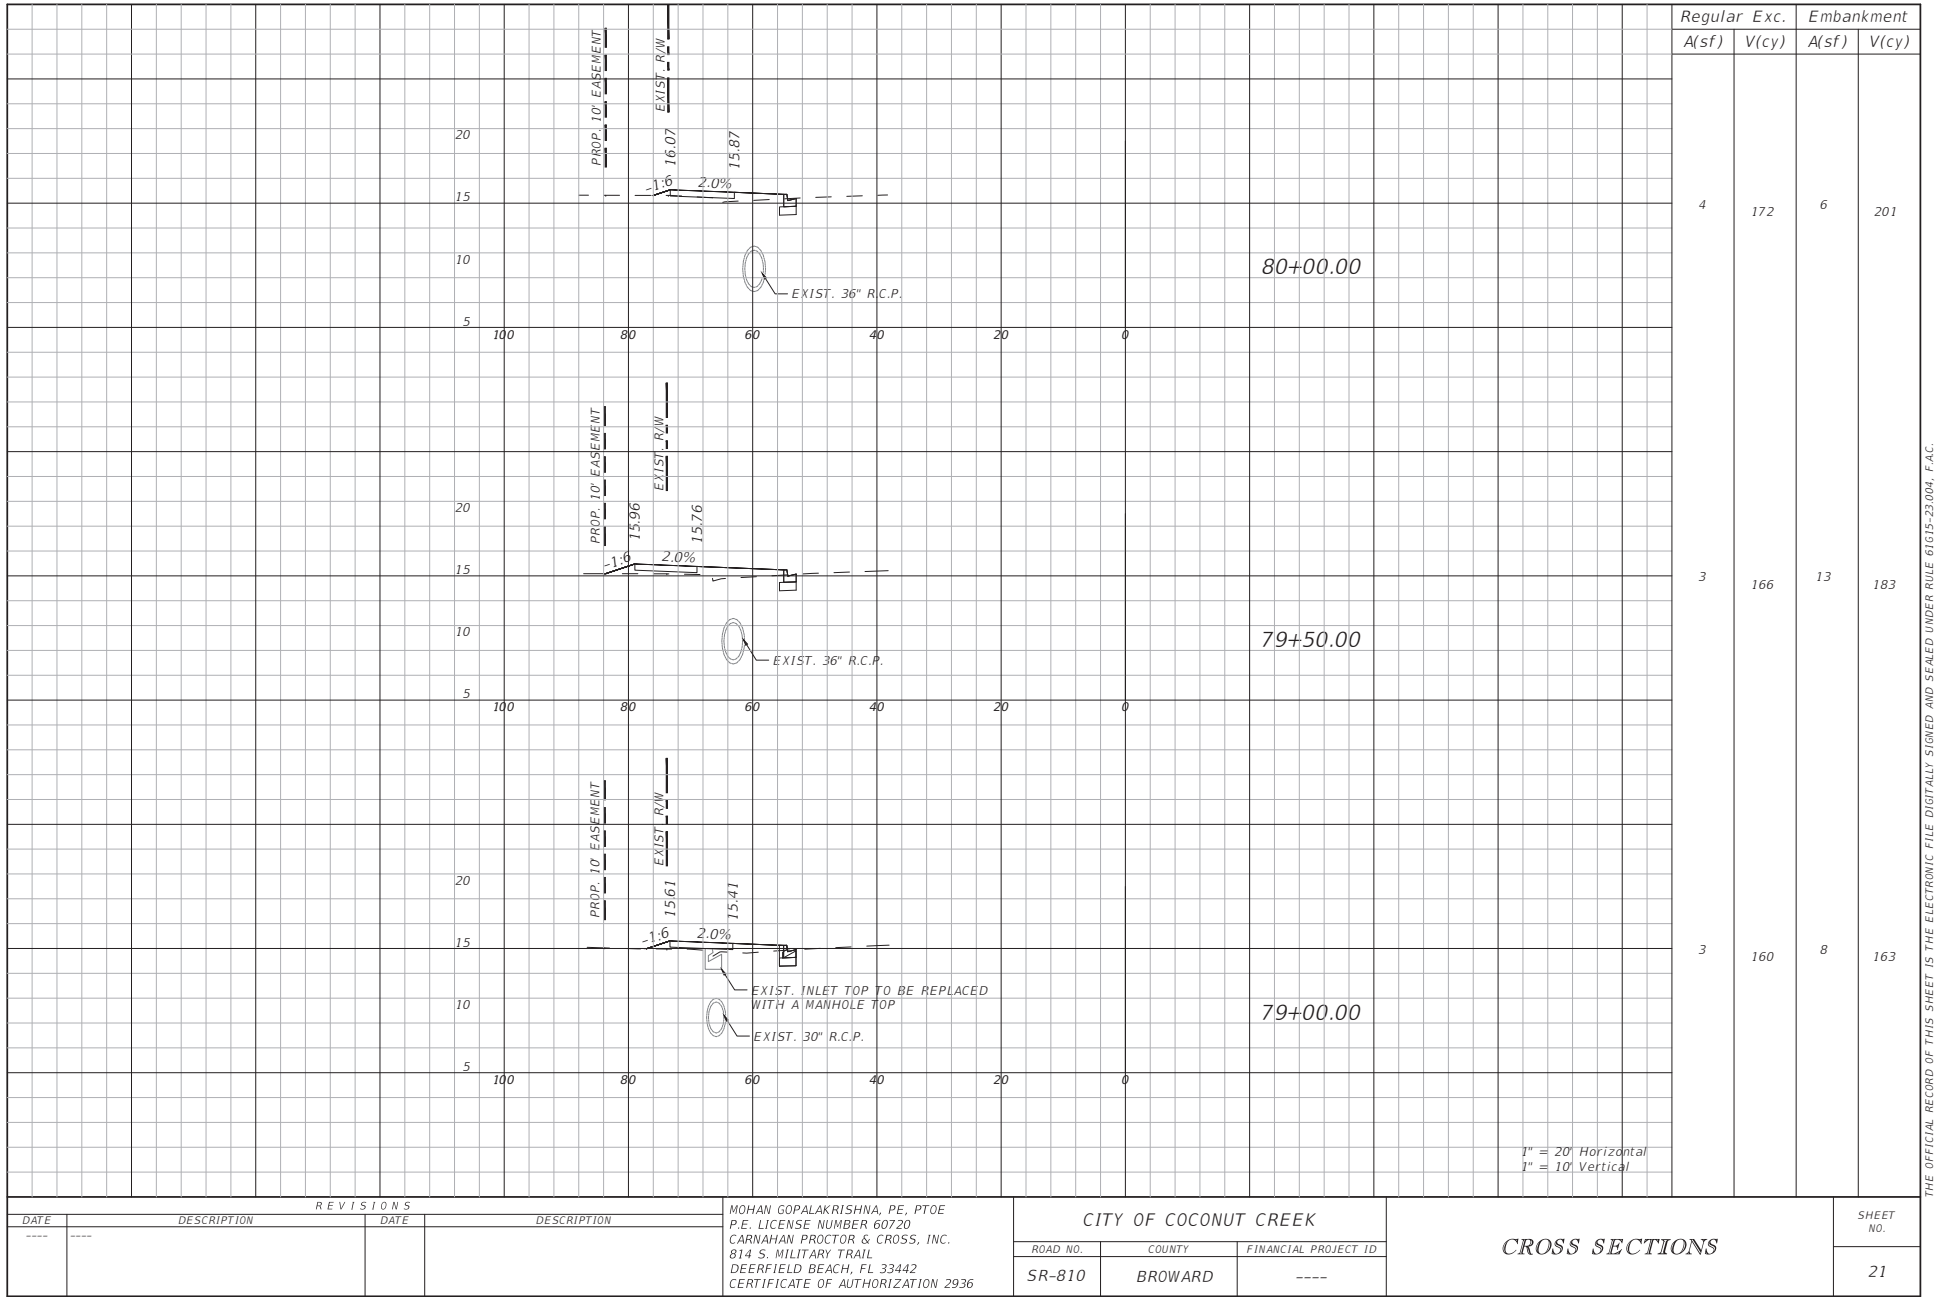 Regular Exc. Embankment
A(sf) V(cy) A(sf) V(cy)
PROP. 10' EASEMENT
EXIST. R/W
16.07
15.87
20
-1:6
2.0%
15
4 172 6 201
10
80+00.00
EXIST. 36" R.C.P.
5
100 80 60 40 20 0
PROP. 10' EASEMENT
EXIST. R/W
15.96
15.76
20
-1:6
2.0%
15
3 166 13 183
10
79+50.00
EXIST. 36" R.C.P.
5
100 80 60 40 20 0
PROP. 10' EASEMENT
EXIST. R/W
15.61
15.41
20
-1:6
2.0%
15
3 160 8 163
EXIST. INLET TOP TO BE REPLACED
WITH A MANHOLE TOP
10
79+00.00
EXIST. 30" R.C.P.
5
100 80 60 40 20 0
1" = 20' Horizontal
1" = 10' Vertical
THE OFFICIAL RECORD OF THIS SHEET IS THE ELECTRONIC FILE DIGITALLY SIGNED AND SEALED UNDER RULE 61G15-23.004, F.A.C.
REVISIONS
DATE DESCRIPTION DATE DESCRIPTION
---- ----
MOHAN GOPALAKRISHNA, PE, PTOE
P.E. LICENSE NUMBER 60720
CARNAHAN PROCTOR & CROSS, INC.
814 S. MILITARY TRAIL
DEERFIELD BEACH, FL 33442
CERTIFICATE OF AUTHORIZATION 2936
CITY OF COCONUT CREEK
ROAD NO. COUNTY FINANCIAL PROJECT ID
SR-810 BROWARD ----
CROSS SECTIONS
SHEET
NO.
21